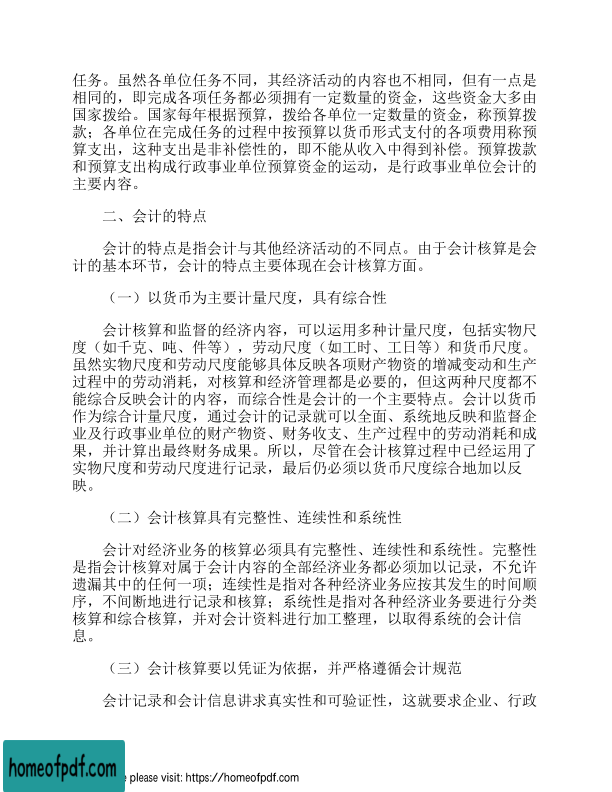 任务。虽然各单位任务不同，其经济活动的内容也不相同，但有一点是
相同的，即完成各项任务都必须拥有一定数量的资金，这些资金大多由
国家拨给。国家每年根据预算，拨给各单位一定数量的资金，称预算拨
款；各单位在完成任务的过程中按预算以货币形式支付的各项费用称预
算支出，这种支出是非补偿性的，即不能从收入中得到补偿。预算拨款
和预算支出构成行政事业单位预算资金的运动，是行政事业单位会计的
主要内容。
二、会计的特点
会计的特点是指会计与其他经济活动的不同点。由于会计核算是会
计的基本环节，会计的特点主要体现在会计核算方面。
（一）以货币为主要计量尺度，具有综合性
会计核算和监督的经济内容，可以运用多种计量尺度，包括实物尺
度（如千克、吨、件等），劳动尺度（如工时、工日等）和货币尺度。
虽然实物尺度和劳动尺度能够具体反映各项财产物资的增减变动和生产
过程中的劳动消耗，对核算和经济管理都是必要的，但这两种尺度都不
能综合反映会计的内容，而综合性是会计的一个主要特点。会计以货币
作为综合计量尺度，通过会计的记录就可以全面、系统地反映和监督企
业及行政事业单位的财产物资、财务收支、生产过程中的劳动消耗和成
果，并计算出最终财务成果。所以，尽管在会计核算过程中已经运用了
实物尺度和劳动尺度进行记录，最后仍必须以货币尺度综合地加以反
映。
（二）会计核算具有完整性、连续性和系统性
会计对经济业务的核算必须具有完整性、连续性和系统性。完整性
是指会计核算对属于会计内容的全部经济业务都必须加以记录，不允许
遗漏其中的任何一项；连续性是指对各种经济业务应按其发生的时间顺
序，不间断地进行记录和核算；系统性是指对各种经济业务要进行分类
核算和综合核算，并对会计资料进行加工整理，以取得系统的会计信
息。
（三）会计核算要以凭证为依据，并严格遵循会计规范
会计记录和会计信息讲求真实性和可验证性，这就要求企业、行政
homeofpdf.com
please visit: https://homeofpdf.com